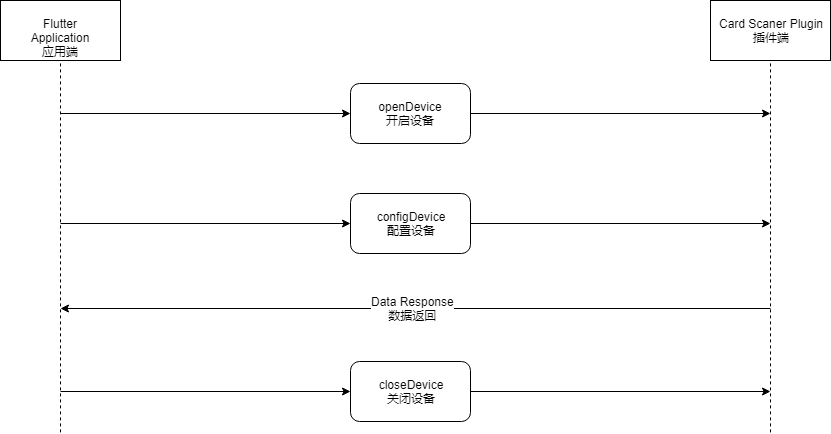 Flutter
Application
应用端
Card Scaner Plugin
插件端
openDevice
开启设备
configDevice
配置设备
Data Response
数据返回
closeDevice
关闭设备